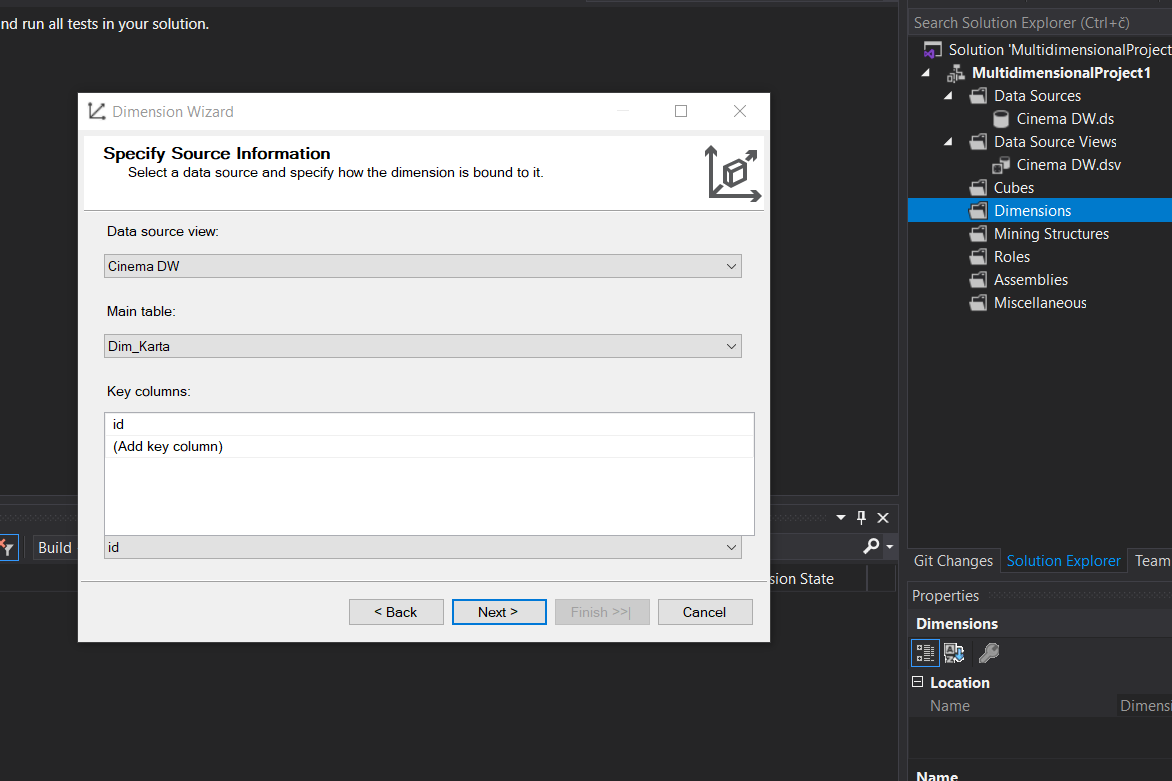 nd run all tests in your solution.
Dimension Wizard
Specify Source Information
Select a data source and specify how the dimension is bound to it.
Data source view:
Cinema DW
Main table:
Dim_Karta
Key columns:
id
(Add key column)
id
< Back
Next >
Finish >>|
Cancel
Build
sion State
Search Solution Explorer (Ctrl+č)
Solution 'MultidimensionalProject
MultidimensionalProject1
Data Sources
Cinema DW.ds
Data Source Views
Cinema DW.dsv
Cubes
Dimensions
Mining Structures
Roles
Assemblies
Miscellaneous
Git Changes Solution Explorer Team
Properties
Dimensions
Location
Name Dimensi
Name